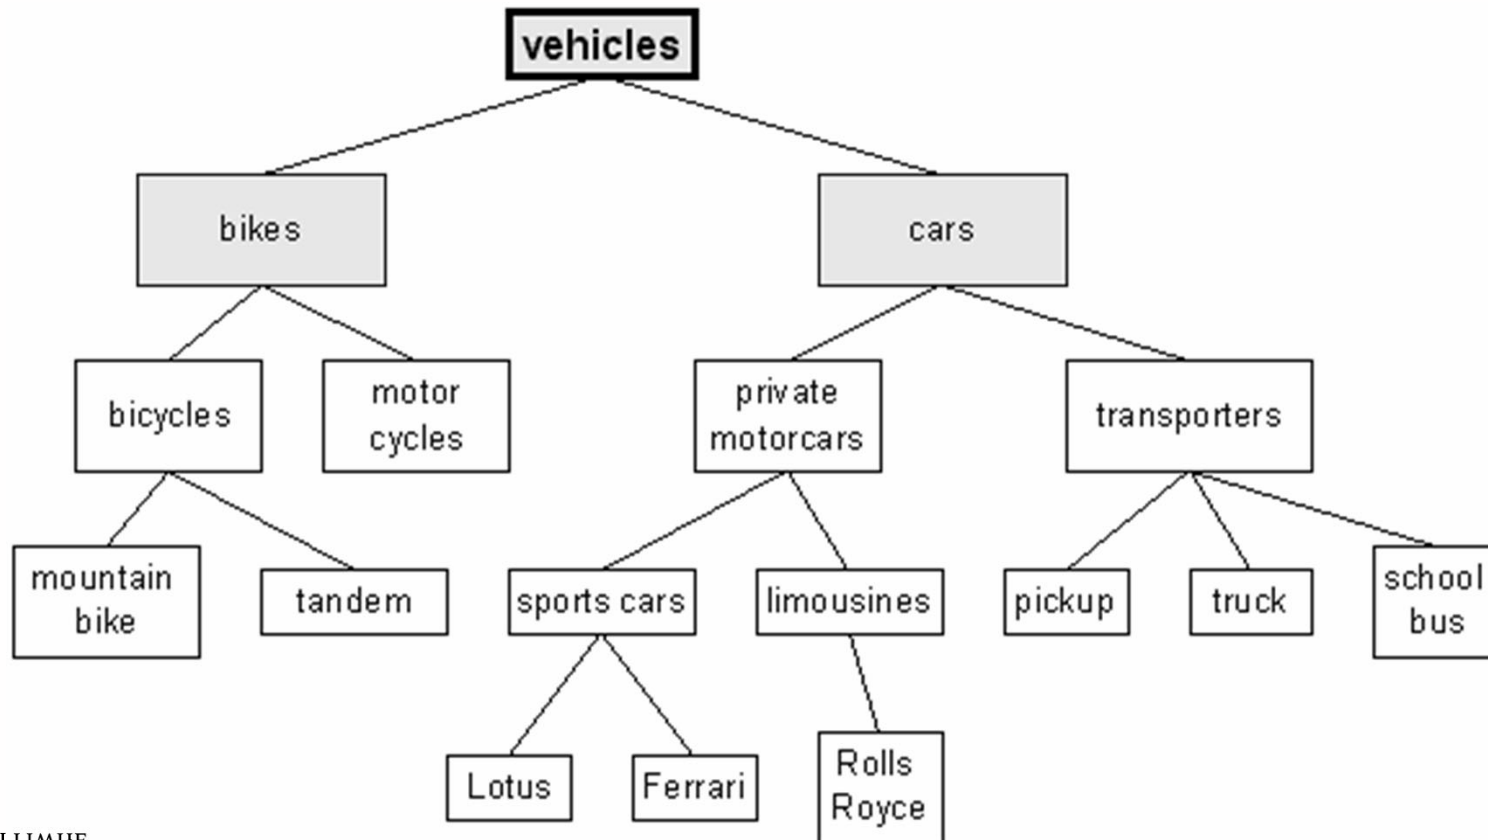 vehicles
bikes
cars
bicycles
motor
cycles
private
motorcars
transporters
mountain
bike
tandem
sports cars
limousines
pickup
truck
school
bus
Lotus
Ferrari
Rolls
Royce